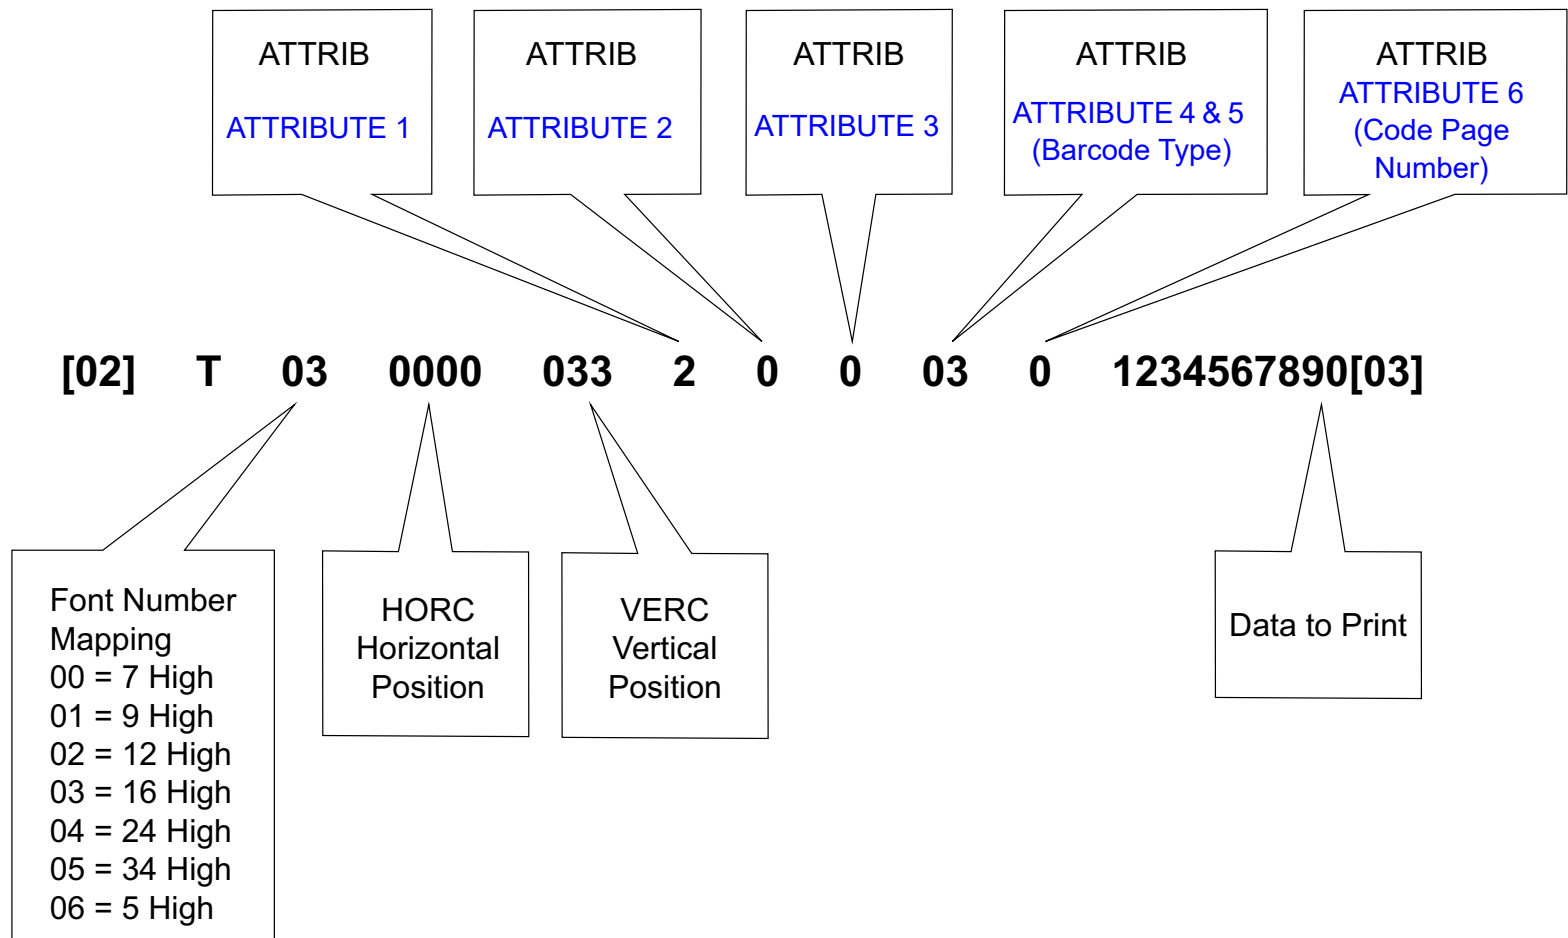 ATTRIB
ATTRIBUTE 1
ATTRIB
ATTRIBUTE 2
ATTRIB
ATTRIBUTE 3
ATTRIB
ATTRIBUTE 4 & 5
(Barcode Type)
ATTRIB
ATTRIBUTE 6
(Code Page
Number)
[02] T 03 0000 033 2 0 0 03 0 1234567890[03]
Font Number
Mapping
00 = 7 High
01 = 9 High
02 = 12 High
03 = 16 High
04 = 24 High
05 = 34 High
06 = 5 High
HORC
Horizontal
Position
VERC
Vertical
Position
Data to Print